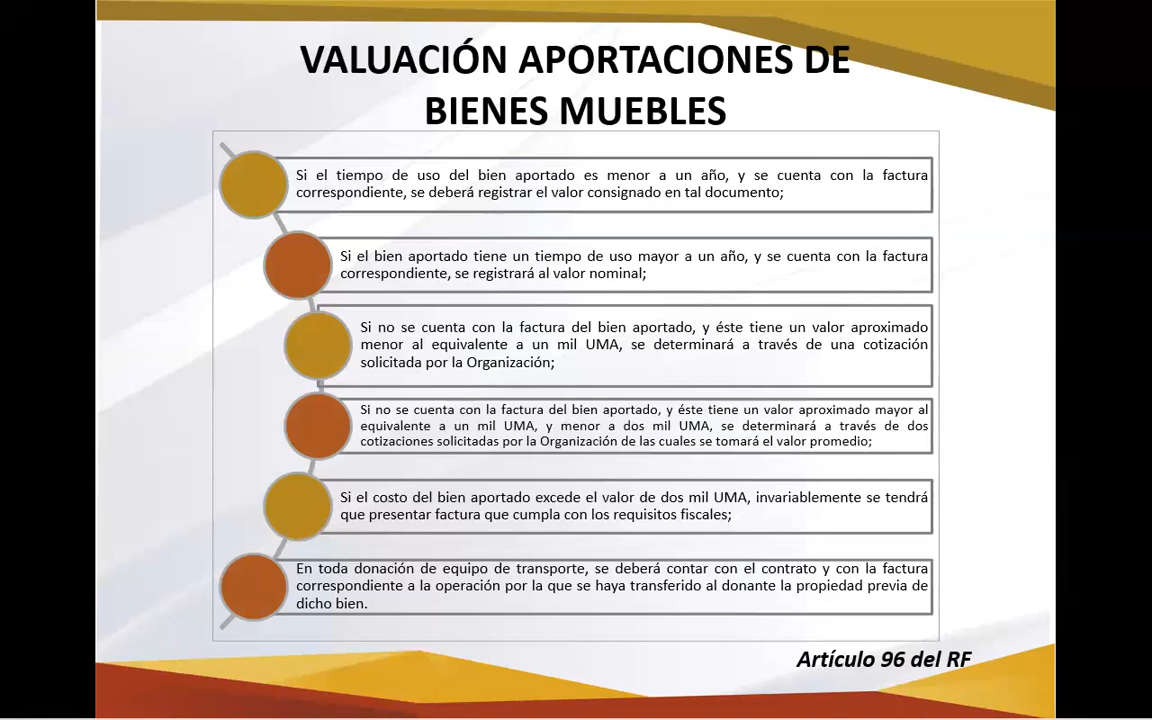 VALUACIÓN APORTACIONES DE
BIENES MUEBLES
Si el tiempo de uso del bien aportado es menor a un año, y se cuenta con la factura
correspondiente, se deberá registrar el valor consignado en tal documento;
Si el bien aportado tiene un tiempo de uso mayor a un año, y se cuenta con la factura
correspondiente, se registrará al valor nominal;
Si no se cuenta con la factura del bien aportado, y éste tiene un valor aproximado
menor al equivalente a un mil UMA, se determinará a través de una cotización
solicitada por la Organización;
Si no se cuenta con la factura del bien aportado, y éste tiene un valor aproximado mayor al
equivalente a un mil UMA, y menor a dos mil UMA, se determinará a través de dos
cotizaciones solicitadas por la Organización de las cuales se tomará el valor promedio;
Si el costo del bien aportado excede el valor de dos mil UMA, invariablemente se tendrá
que presentar factura que cumpla con los requisitos fiscales;
En toda donación de equipo de transporte, se deberá contar con el contrato y con la factura
correspondiente a la operación por la que se haya transferido al donante la propiedad previa de
dicho bien.
Artículo 96 del RF